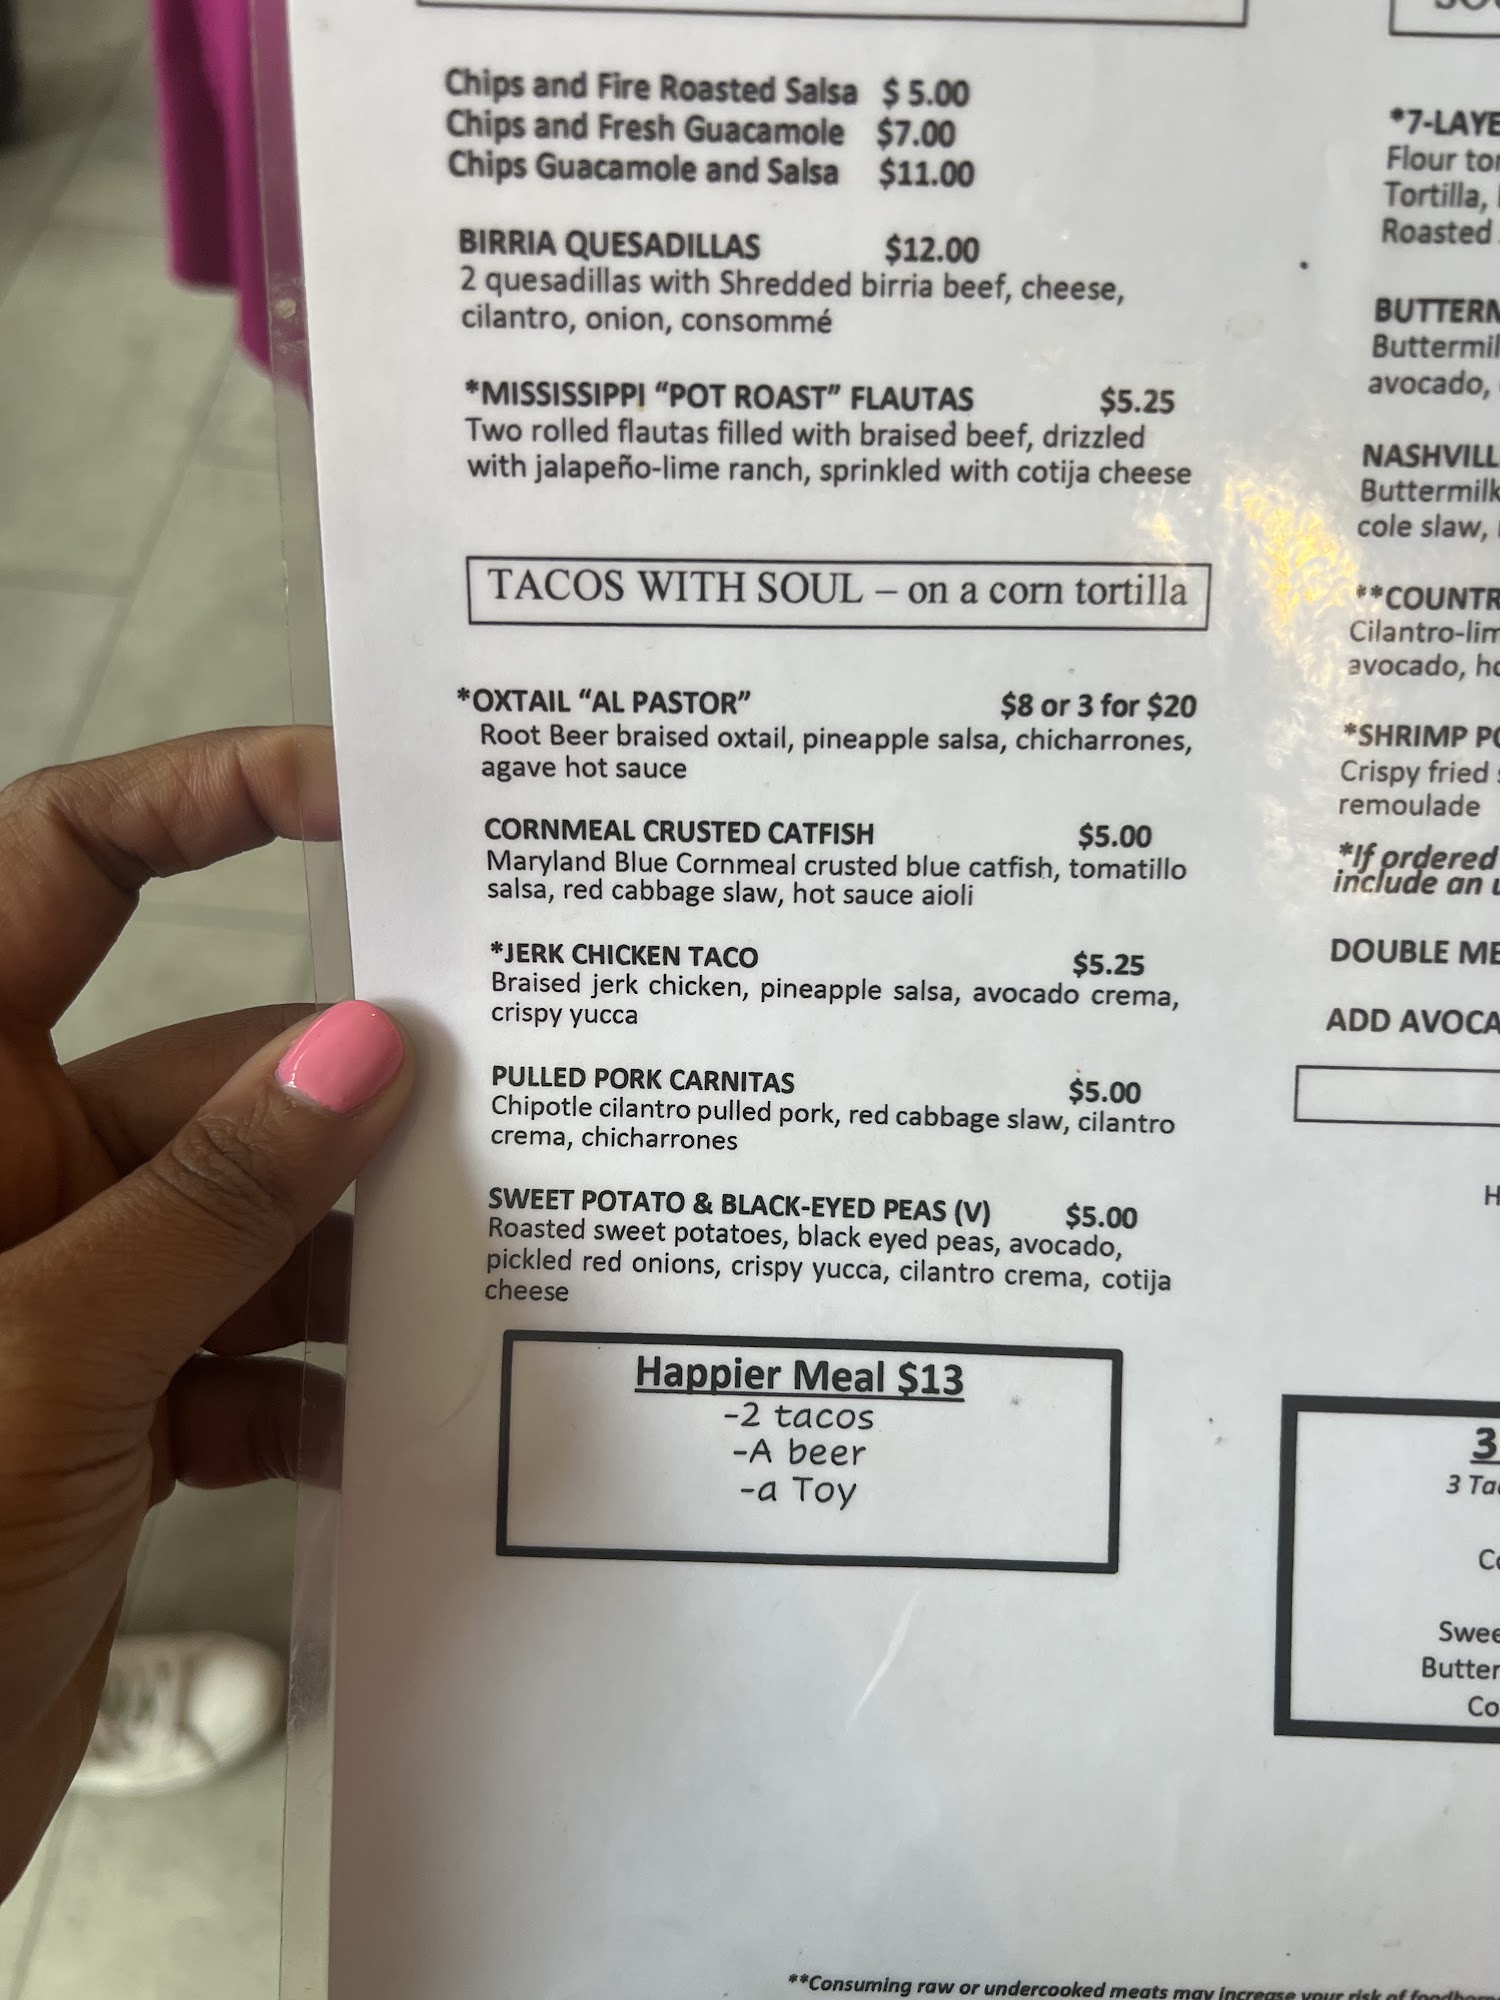 Chips and Fire Roasted Salsa $ 5.00
Chips and Fresh Guacamole $7.00
Chips Guacamole and Salsa $11.00
BIRRIA QUESADILLAS $12.00
2 quesadillas with Shredded birria beef, cheese,
cilantro, onion, consommé
*MISSISSIPPI “POT ROAST” FLAUTAS $5.25
Two rolled flautas filled with braised beef, drizzled
with jalapeño-lime ranch, sprinkled with cotija cheese
TACOS WITH SOUL – on a corn tortilla
*OXTAIL “AL PASTOR” $8 or 3 for $20
Root Beer braised oxtail, pineapple salsa, chicharrones,
agave hot sauce
CORNMEAL CRUSTED CATFISH $5.00
Maryland Blue Cornmeal crusted blue catfish, tomatillo
salsa, red cabbage slaw, hot sauce aioli
*JERK CHICKEN TACO $5.25
Braised jerk chicken, pineapple salsa, avocado crema,
crispy yucca
PULLED PORK CARNITAS $5.00
Chipotle cilantro pulled pork, red cabbage slaw, cilantro
crema, chicharrones
SWEET POTATO & BLACK-EYED PEAS (V) $5.00
Roasted sweet potatoes, black eyed peas, avocado,
pickled red onions, crispy yucca, cilantro crema, cotija
cheese
Happier Meal $13
-2 tacos
-A beer
-a Toy
*7-LAYE
Flour tor
Tortilla,
Roasted
BUTTERM
Buttermil
avocado,
NASHVILL
Buttermilk
cole slaw,
**COUNTR
Cilantro-lim
avocado, ho
*SHRIMP PO
Crispy fried
remoulade
*If ordered
include an
DOUBLE ME
ADD AVOCA
H
3
3 Tac
Co
Swee
Butter
Co
**Consuming raw or undercooked meats may increase your risk of foodborn